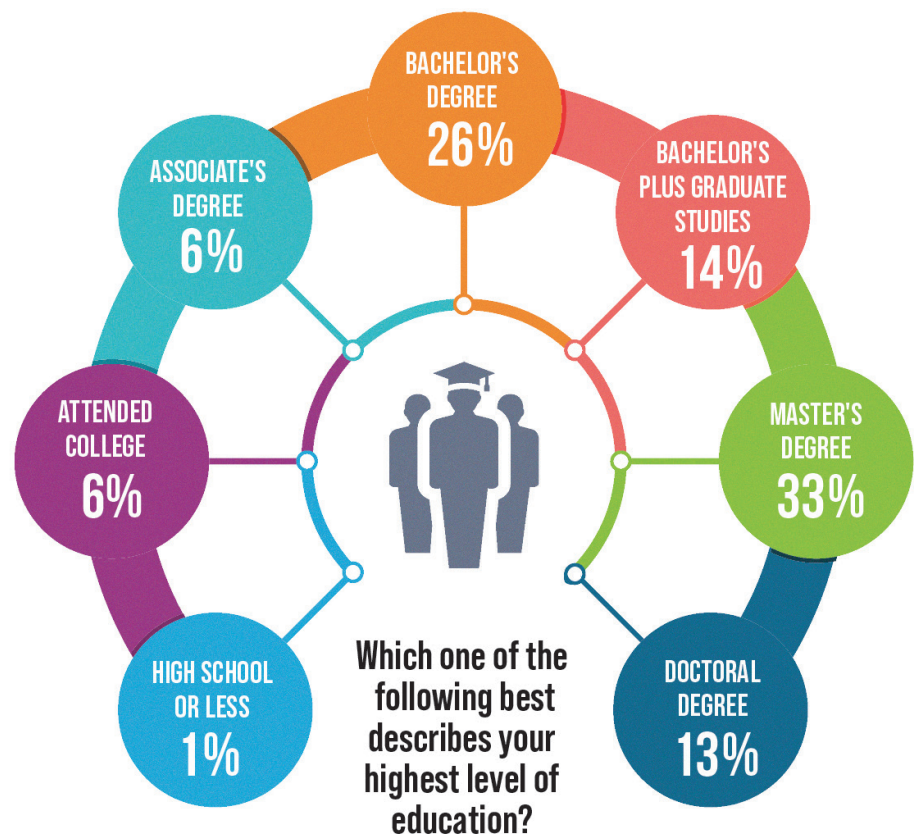 BACHELOR'S
DEGREE
26%
BACHELOR'S
PLUS GRADUATE
STUDIES
14%
ASSOCIATE'S
DEGREE
6%
ATTENDED
COLLEGE
6%
MASTER'S
DEGREE
33%
HIGH SCHOOL
OR LESS
1%
DOCTORAL
DEGREE
13%
Which one of the
following best
describes your
highest level of
education?